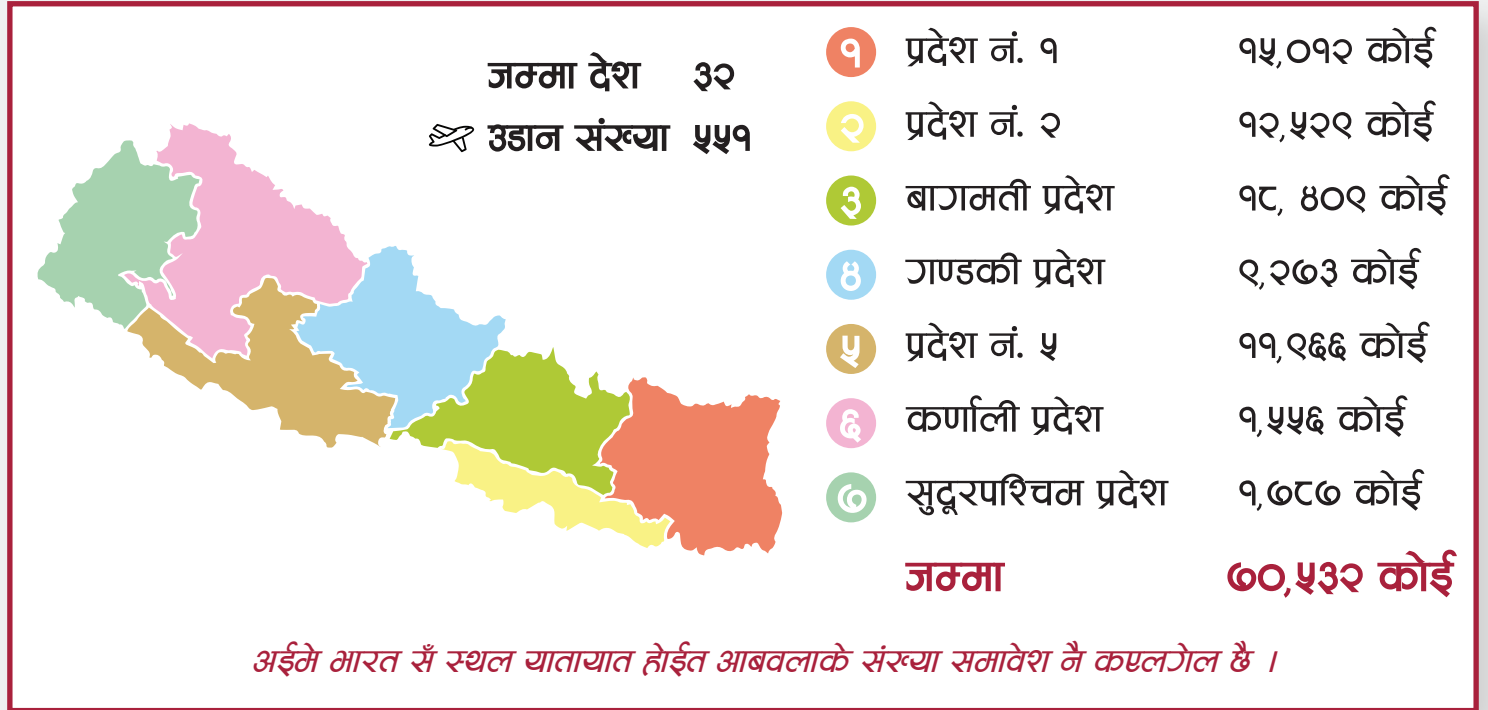 जम्मा देश ३२
उडान संख्या ५५१
१ प्रदेश नं. १ १५,०१२ कोई
२ प्रदेश नं. २ १२,५२९ कोई
३ बागमती प्रदेश १८, ४०९ कोई
४ गण्डकी प्रदेश ९,२७३ कोई
५ प्रदेश नं. ५ ११,९६६ कोई
६ कर्णाली प्रदेश १,५५६ कोई
७ सुदूरपश्चिम प्रदेश १,७८७ कोई
जम्मा ७०,५३२ कोई
अईमे भारत सँ स्थल यातायात होईत आबवलाके संख्या समावेश नै कएलगेल छै ।